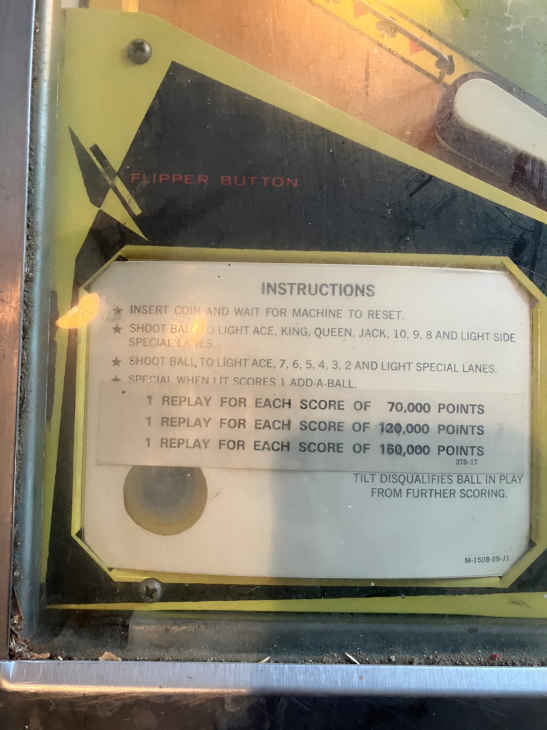 FLIPPER BUTTON
INSTRUCTIONS
★ INSERT COIN AND WAIT FOR MACHINE TO RESET.
★ SHOOT BALL TO LIGHT ACE, KING, QUEEN, JACK, 10, 9, 8 AND LIGHT SIDE
SPECIAL LANES.
★ SHOOT BALL, TO LIGHT ACE, 7, 6, 5, 4, 3, 2 AND LIGHT SPECIAL LANES.
★ SPECIAL WHEN LIT SCORES 1 ADD-A-BALL.
1 REPLAY FOR EACH SCORE OF 70,000 POINTS
1 REPLAY FOR EACH SCORE OF 120,000 POINTS
1 REPLAY FOR EACH SCORE OF 160,000 POINTS
TILT DISQUALIFIES BALL IN PLAY
FROM FURTHER SCORING.